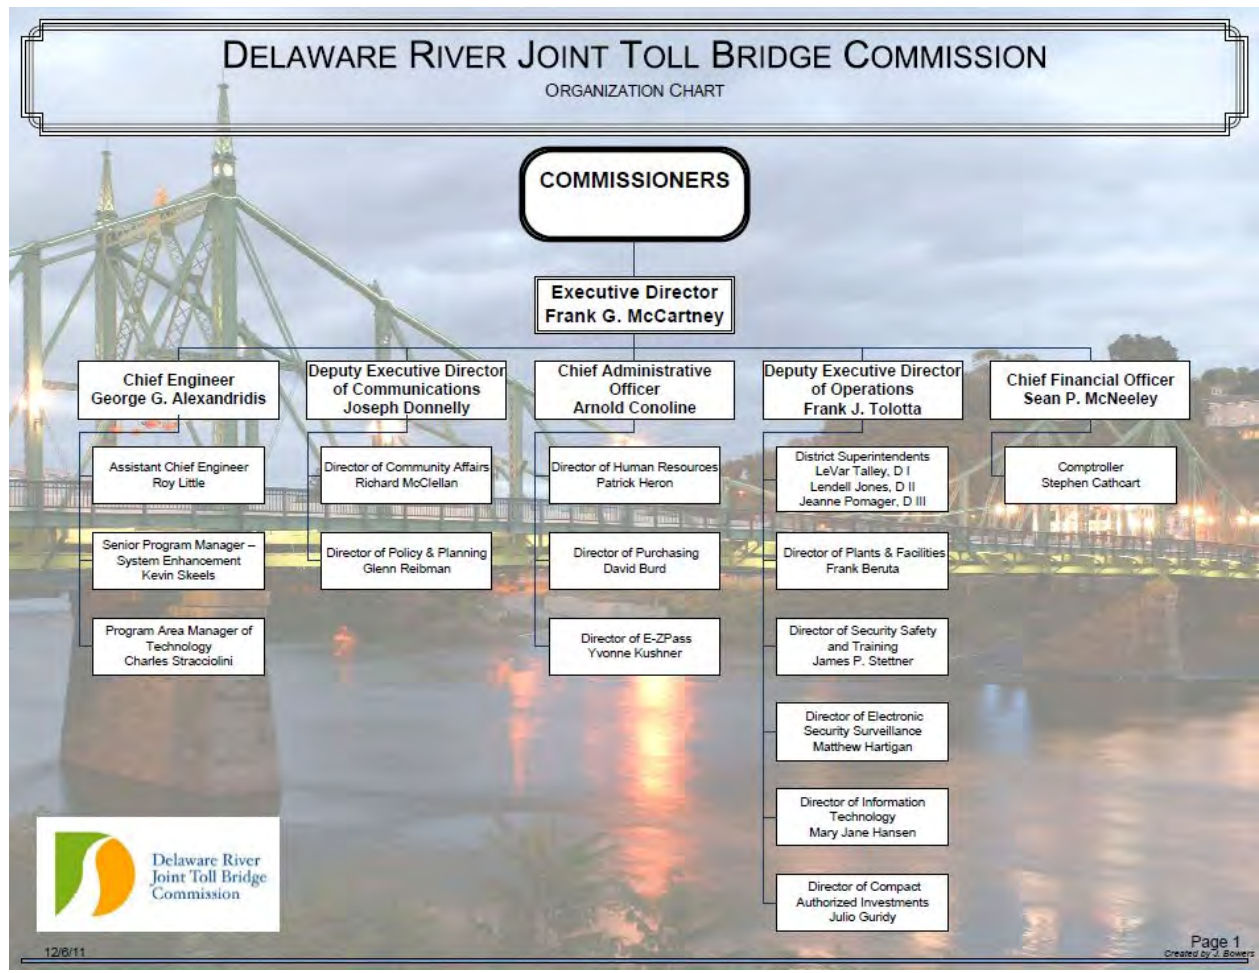 DELAWARE RIVER JOINT TOLL BRIDGE COMMISSION
ORGANIZATION CHART
COMMISSIONERS
Executive Director
Frank G. McCartney
Chief Engineer
George G. Alexandridis
Assistant Chief Engineer
Roy Little
Senior Program Manager –
System Enhancement
Kevin Skeels
Program Area Manager of
Technology
Charles Stracciolini
Deputy Executive Director
of Communications
Joseph Donnelly
Director of Community Affairs
Richard McClellan
Director of Policy & Planning
Glenn Reibman
Chief Administrative
Officer
Arnold Conoline
Director of Human Resources
Patrick Heron
Director of Purchasing
David Burd
Director of E-ZPass
Yvonne Kushner
Deputy Executive Director
of Operations
Frank J. Tolotta
District Superintendents
LeVar Talley, D I
Lendell Jones, D II
Jeanne Pomager, D III
Director of Plants & Facilities
Frank Beruta
Director of Security Safety
and Training
James P. Stettner
Director of Electronic
Security Surveillance
Matthew Hartigan
Director of Information
Technology
Mary Jane Hansen
Director of Compact
Authorized Investments
Julio Guridy
Chief Financial Officer
Sean P. McNeeley
Comptroller
Stephen Cathcart
Delaware River
Joint Toll Bridge
Commission
12/6/11
Page 1
Created by J. Bowers